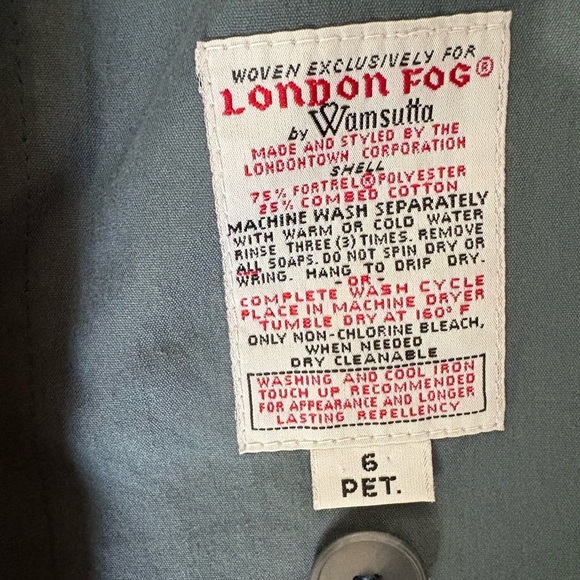 WOVEN EXCLUSIVELY FOR
LONDON FOG®
by Wamsutta
MADE AND STYLED BY THE
LONDONTOWN CORPORATION
SHELL
75% FORTREL® POLYESTER
25% COMBED COTTON
MACHINE WASH SEPARATELY
WITH WARM OR COLD WATER
RINSE THREE (3) TIMES. REMOVE
ALL SOAPS. DO NOT SPIN DRY OR
WRING. HANG TO DRIP DRY.
-OR-
COMPLETE WASH CYCLE
PLACE IN MACHINE DRYER
TUMBLE DRY AT 160° F
ONLY NON-CHLORINE BLEACH,
WHEN NEEDED
DRY CLEANABLE
WASHING AND COOL IRON
TOUCH UP RECOMMENDED
FOR APPEARANCE AND LONGER
LASTING REPELLENCY
6
PET.